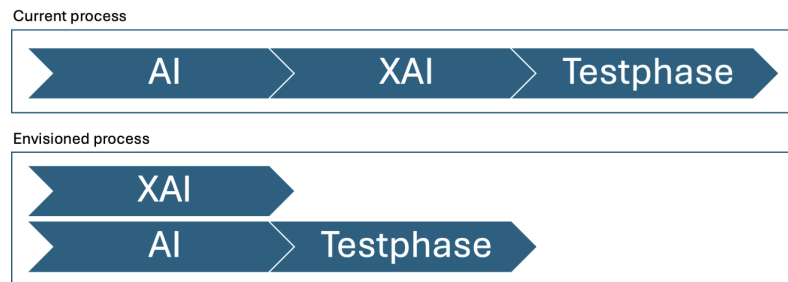 Current process
AI XAI Testphase
Envisioned process
XAI
AI Testphase